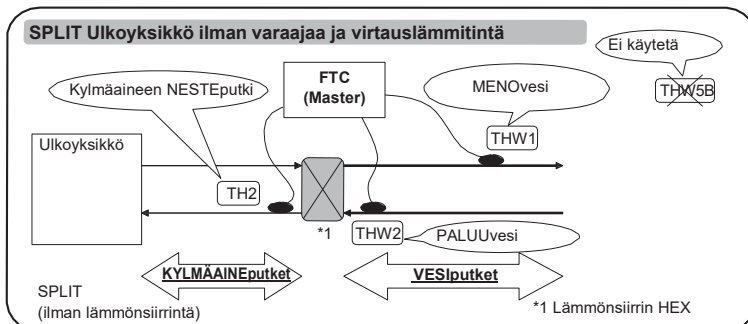 SPLIT Ulkoyksikkö ilman varaajaa ja virtauslämmitintä
Ei käytetä
THW5B
Kylmäaineen NESTEputki
FTC
(Master)
MENOvesi
THW1
Ulkoyksikkö
TH2
*1
THW2
PALUUvesi
KYLMÄAINEputket
VESIputket
SPLIT
(ilman lämmönsiirrintä)
*1 Lämmönsiirrin HEX